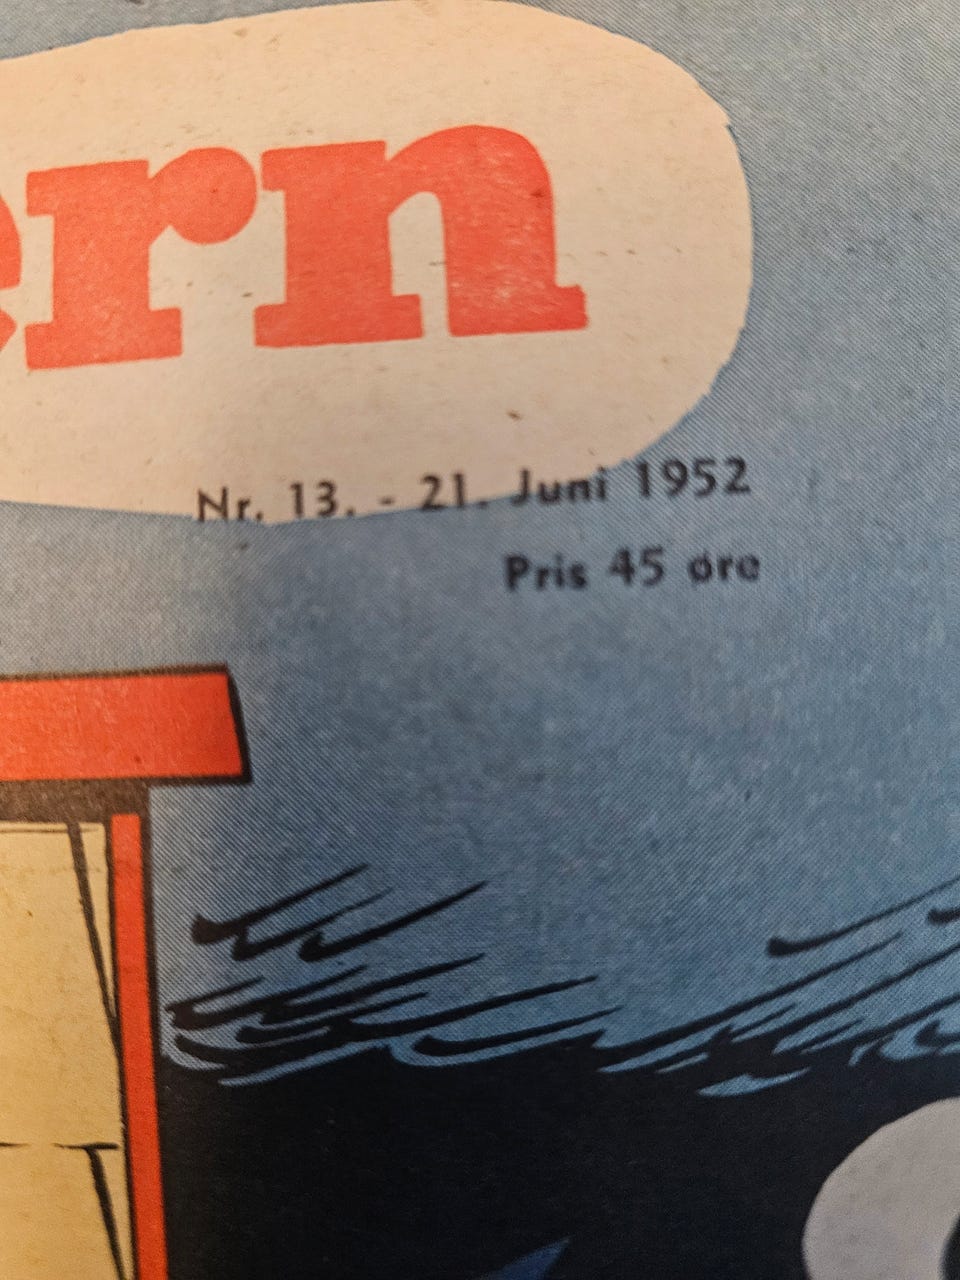 ern
Nr. 13. - 21. Juni 1952
Pris 45 øre